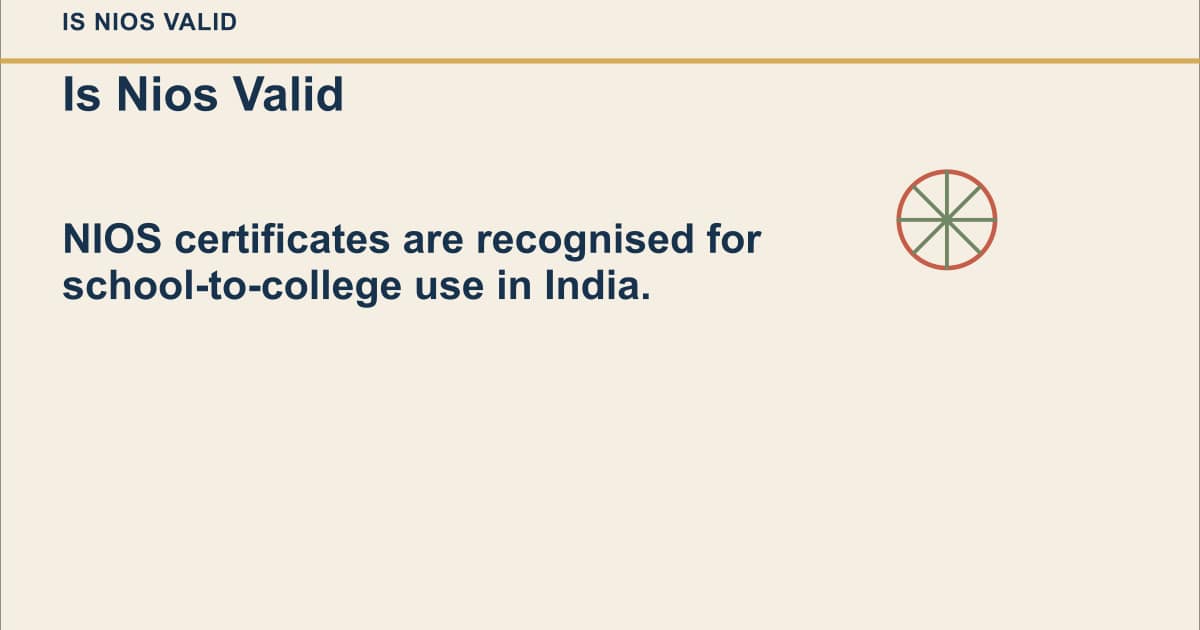 IS NIOS VALID
Is Nios Valid
NIOS certificates are recognised for
school-to-college use in India.